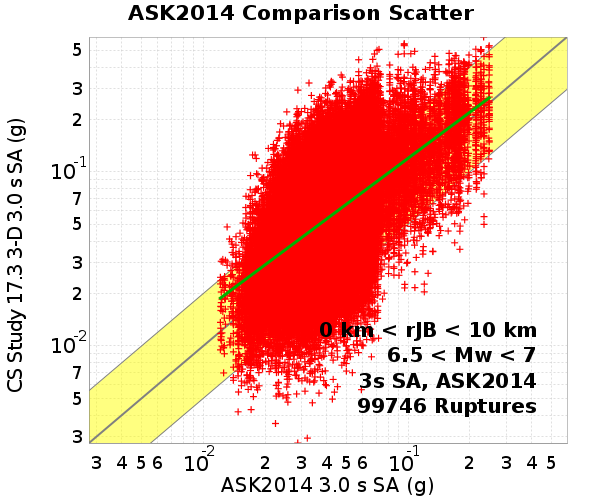 ASK2014 Comparison Scatter
CS Study 17.3 3-D 3.0 s SA (g)
5
3
2
10-1
7
5
3
2
10-2
7
5
3
0 km < rJB < 10 km
6.5 < Mw < 7
3s SA, ASK2014
99746 Ruptures
3 4 5 6 10-2 2 3 4 5 6 10-1 2 3 4 5
ASK2014 3.0 s SA (g)